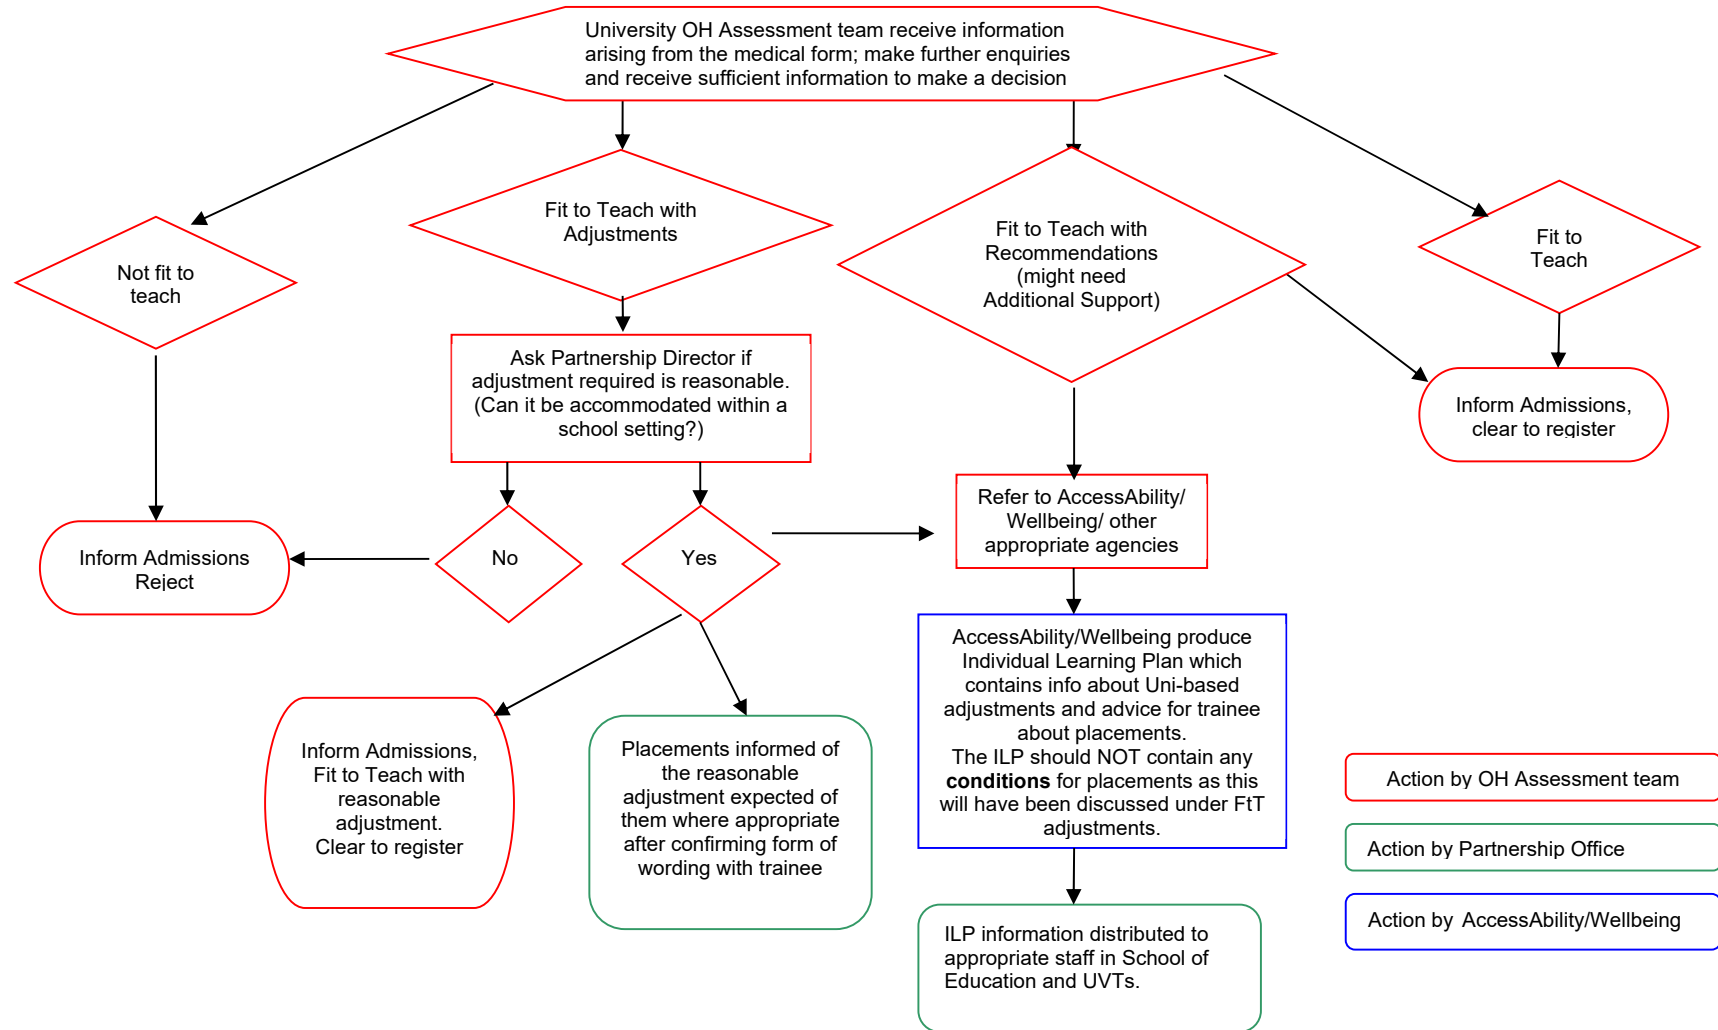 University OH Assessment team receive information
arising from the medical form; make further enquiries
and receive sufficient information to make a decision
Not fit to
teach
Fit to Teach with
Adjustments
Fit to Teach with
Recommendations
(might need
Additional Support)
Fit to
Teach
Ask Partnership Director if
adjustment required is reasonable.
(Can it be accommodated within a
school setting?)
Inform Admissions,
clear to register
Refer to AccessAbility/
Wellbeing/ other
appropriate agencies
Inform Admissions
Reject
No
Yes
AccessAbility/Wellbeing produce
Individual Learning Plan which
contains info about Uni-based
adjustments and advice for trainee
about placements.
The ILP should NOT contain any
conditions for placements as this
will have been discussed under FtT
adjustments.
Inform Admissions,
Fit to Teach with
reasonable
adjustment.
Clear to register
Placements informed of
the reasonable
adjustment expected of
them where appropriate
after confirming form of
wording with trainee
ILP information distributed to
appropriate staff in School of
Education and UVTs.
Action by OH Assessment team
Action by Partnership Office
Action by AccessAbility/Wellbeing